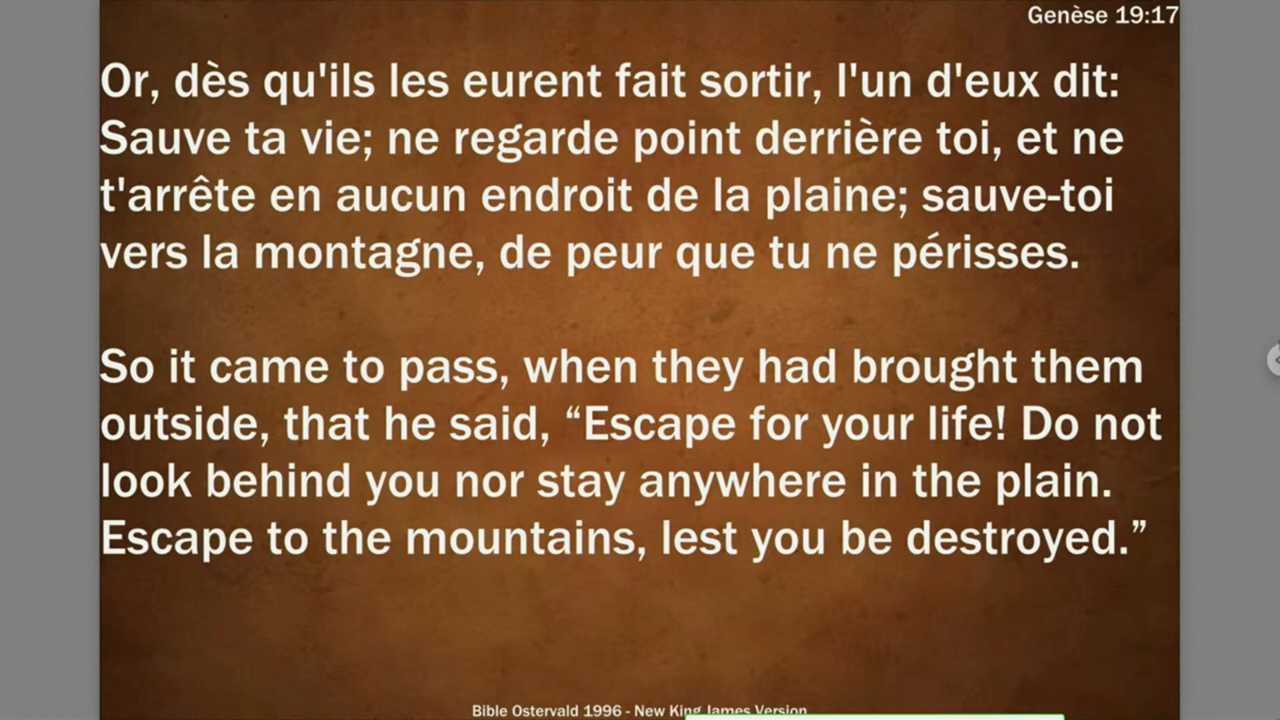 Genèse 19:17
Or, dès qu'ils les eurent fait sortir, l'un d'eux dit:
Sauve ta vie; ne regarde point derrière toi, et ne
t'arrête en aucun endroit de la plaine; sauve-toi
vers la montagne, de peur que tu ne périsses.
So it came to pass, when they had brought them
outside, that he said, “Escape for your life! Do not
look behind you nor stay anywhere in the plain.
Escape to the mountains, lest you be destroyed.”
Bible Ostervald 1996 - New King James Version